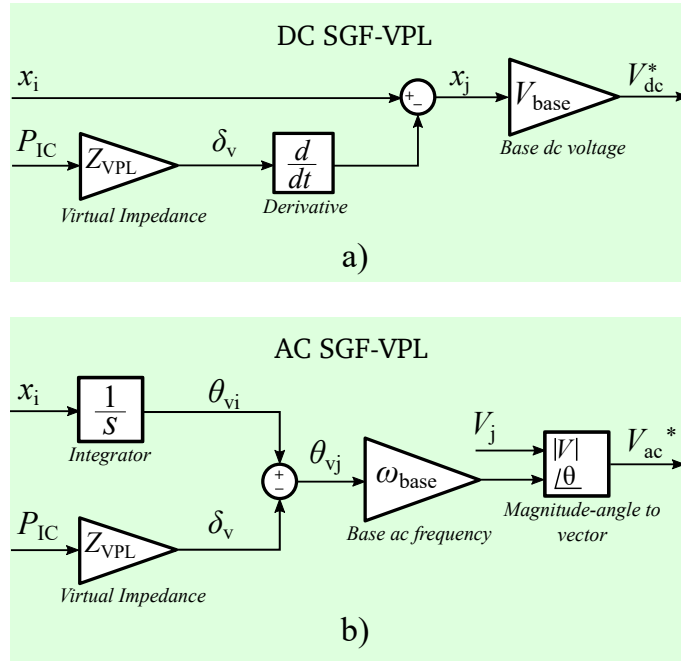 DC SGF-VPL
x_i
x_j
V_base
V_dc^*
Base dc voltage
P_IC
Z_VPL
δ_v
d
dt
Virtual Impedance
Derivative
+
−
a)
AC SGF-VPL
x_i
1
s
θ_vi
Integrator
+
−
θ_vj
ω_base
Base ac frequency
V_j
|V|
/θ
V_ac^*
Magnitude-angle to
vector
P_IC
Z_VPL
δ_v
Virtual Impedance
b)